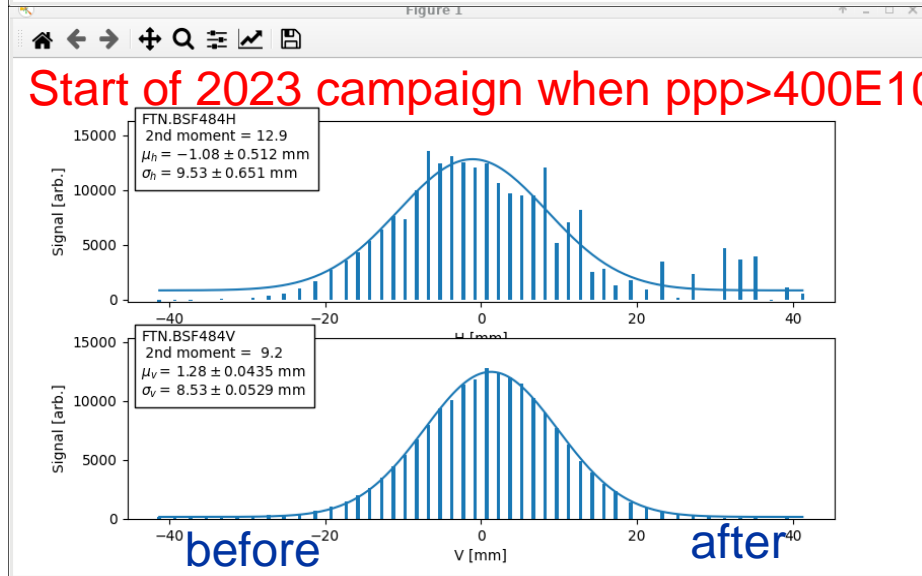 Figure 1
Start of 2023 campaign when ppp>400E10
FTN.BSF484H
2nd moment = 12.9
μh = −1.08 ± 0.512 mm
σh = 9.53 ± 0.651 mm
15000
10000
5000
0
Signal [arb.]
−40 −20 0 20 40
H [mm]
FTN.BSF484V
2nd moment = 9.2
μv = 1.28 ± 0.0435 mm
σv = 8.53 ± 0.0529 mm
15000
10000
5000
0
Signal [arb.]
−40 −20 0 20 40
V [mm]
before after